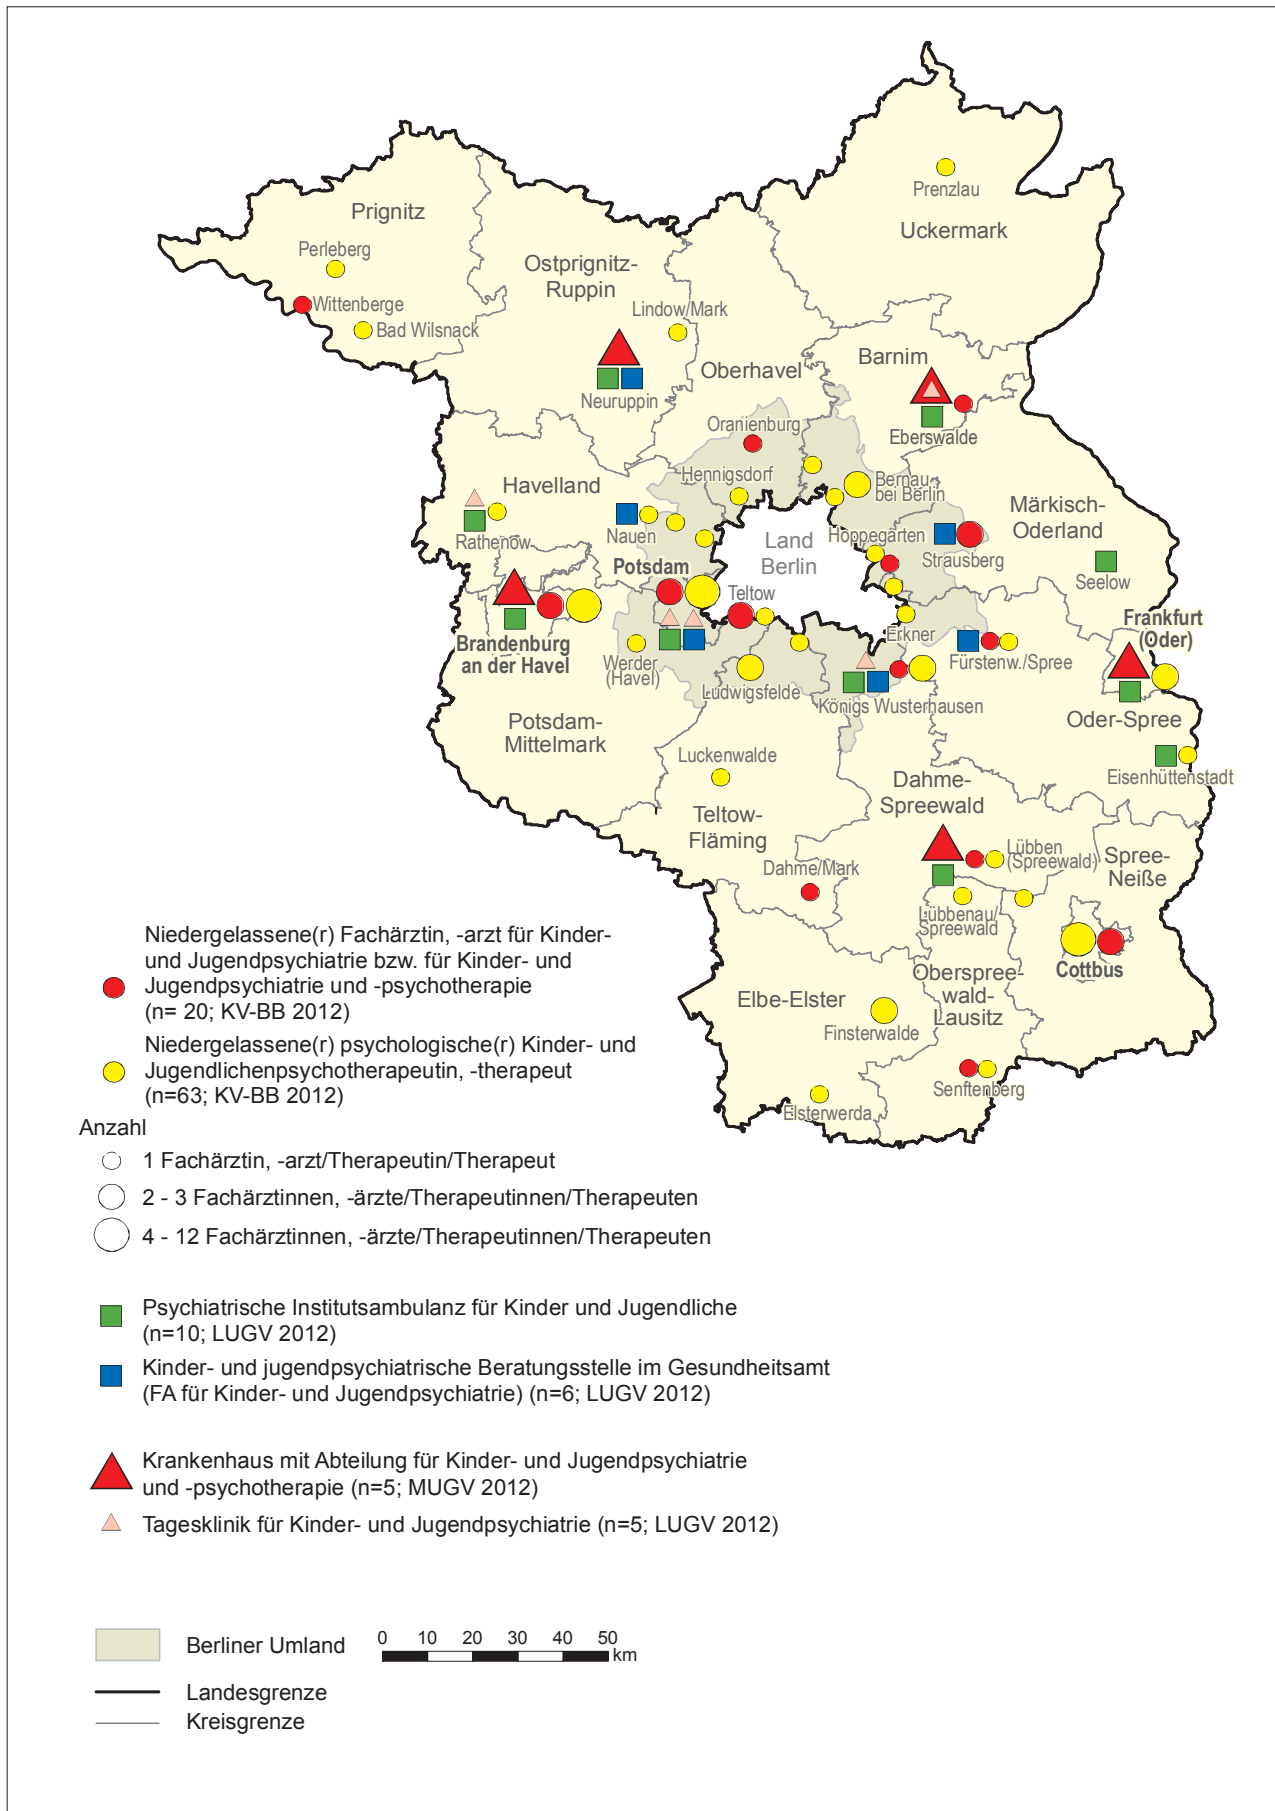 Prenzlau
Prignitz
Uckermark
Perleberg
Ostprignitz-
Ruppin
Wittenberge
Lindow/Mark
Bad Wilsnack
Barnim
Oberhavel
Neuruppin
Oranienburg
Eberswalde
Hennigsdorf
Bernau
bei Berlin
Havelland
Märkisch-
Oderland
Rathenow
Nauen
Land
Berlin
Hoppegarten
Strausberg
Potsdam
Seelow
Teltow
Brandenburg
an der Havel
Werder
(Havel)
Erkner
Frankfurt
(Oder)
Fürstenw./Spree
Ludwigsfelde
Königs Wusterhausen
Potsdam-
Mittelmark
Oder-Spree
Luckenwalde
Eisenhüttenstadt
Dahme-
Spreewald
Teltow-
Fläming
Lübben
(Spreewald)
Spree-
Neiße
Dahme/Mark
Lübbenau/
Spreewald
Cottbus
Oberspree-
wald-
Lausitz
Elbe-Elster
Finsterwalde
Senftenberg
Elsterwerda
Niedergelassene(r) Fachärztin, -arzt für Kinder-
und Jugendpsychiatrie bzw. für Kinder- und
Jugendpsychiatrie und -psychotherapie
(n= 20; KV-BB 2012)
Niedergelassene(r) psychologische(r) Kinder- und
Jugendlichenpsychotherapeutin, -therapeut
(n=63; KV-BB 2012)
Anzahl
1 Fachärztin, -arzt/Therapeutin/Therapeut
2 - 3 Fachärztinnen, -ärzte/Therapeutinnen/Therapeuten
4 - 12 Fachärztinnen, -ärzte/Therapeutinnen/Therapeuten
Psychiatrische Institutsambulanz für Kinder und Jugendliche
(n=10; LUGV 2012)
Kinder- und jugendpsychiatrische Beratungsstelle im Gesundheitsamt
(FA für Kinder- und Jugendpsychiatrie) (n=6; LUGV 2012)
Krankenhaus mit Abteilung für Kinder- und Jugendpsychiatrie
und -psychotherapie (n=5; MUGV 2012)
Tagesklinik für Kinder- und Jugendpsychiatrie (n=5; LUGV 2012)
Berliner Umland
0 10 20 30 40 50
km
Landesgrenze
Kreisgrenze